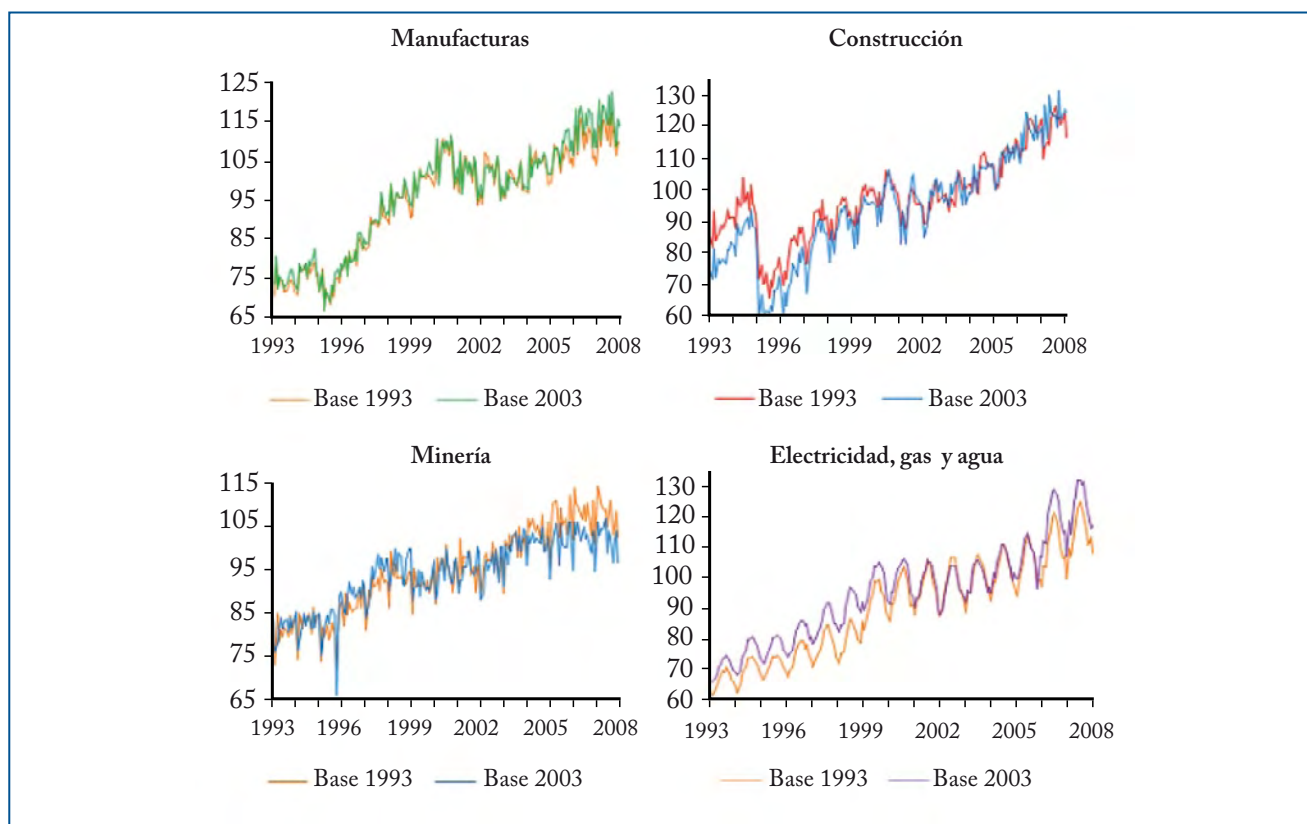 Manufacturas
125
115
105
95
85
75
65
1993 1996 1999 2002 2005 2008
Base 1993 Base 2003
Construcción
130
120
110
100
90
80
70
60
1993 1996 1999 2002 2005 2008
Base 1993 Base 2003
Minería
115
105
95
85
75
65
1993 1996 1999 2002 2005 2008
Base 1993 Base 2003
Electricidad, gas y agua
130
120
110
100
90
80
70
60
1993 1996 1999 2002 2005 2008
Base 1993 Base 2003